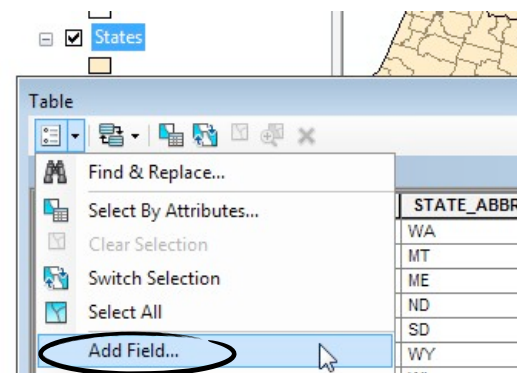 States
Table
Find & Replace...
Select By Attributes...
Clear Selection
Switch Selection
Select All
Add Field...
STATE_ABBR
WA
MT
ME
ND
SD
WY